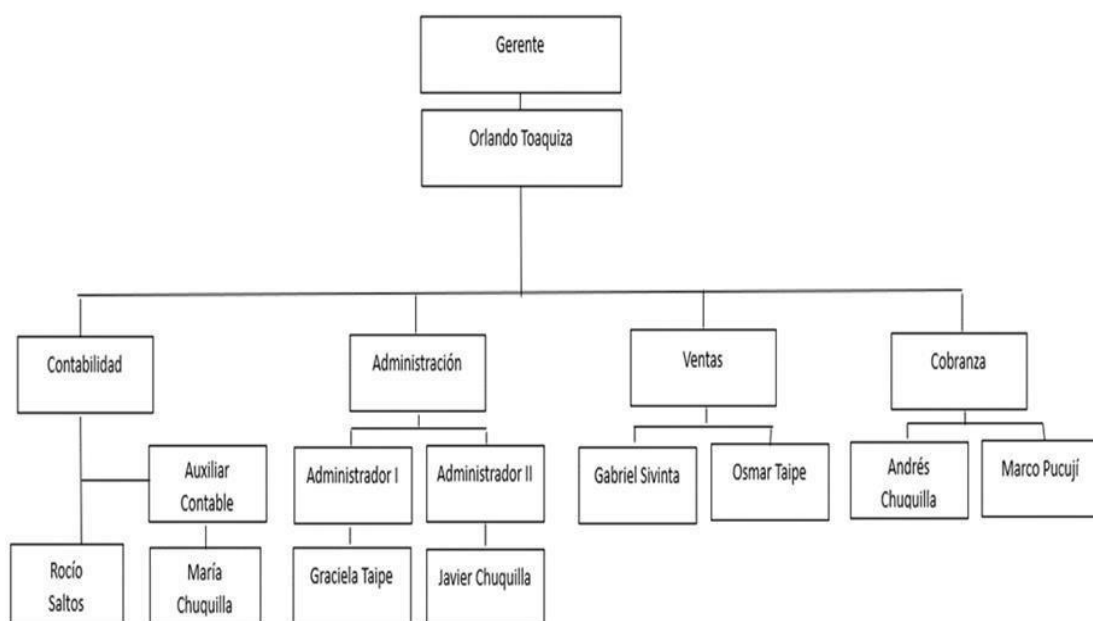 Gerente
Orlando Toaquiza
Contabilidad
Administración
Ventas
Cobranza
Auxiliar
Contable
Administrador I
Administrador II
Gabriel Sivinta
Osmar Taipe
Andrés
Chuquilla
Marco Pucují
Rocío
Saltos
María
Chuquilla
Graciela Taipe
Javier Chuquilla